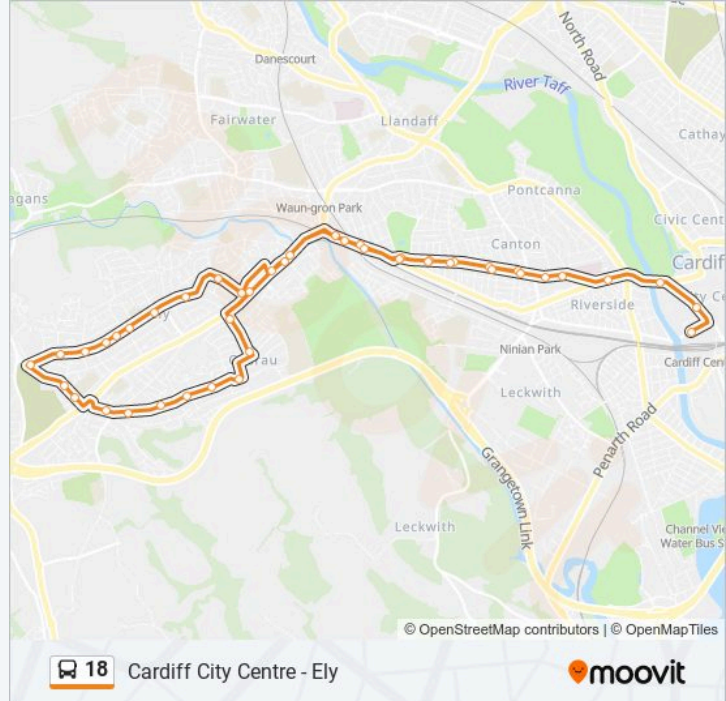 North Road
Danescourt
River Taff
Fairwater
Llandaff
Cathay
agans
Pontcanna
Waun-gron Park
Civic Cent
Canton
Cardiff
Riverside
Ninian Park
Cardiff Cen
Leckwith
Penarth Road
Grangetown Link
Leckwith
Channel Vie
Water Bus S
© OpenStreetMap contributors | © OpenMapTiles
18 Cardiff City Centre - Ely
moovit